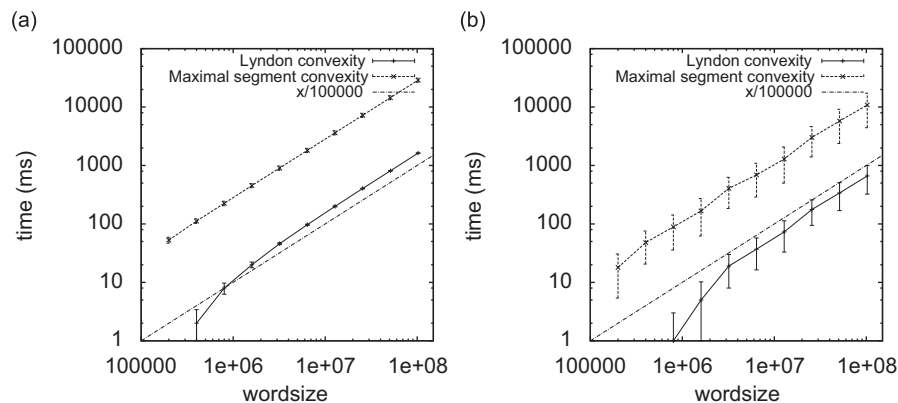 (a)
100000
10000
1000
100
10
1
time (ms)
Lyndon convexity
Maximal segment convexity
x/100000
100000
1e+06
1e+07
1e+08
wordsize
(b)
100000
10000
1000
100
10
1
time (ms)
Lyndon convexity
Maximal segment convexity
x/100000
100000
1e+06
1e+07
1e+08
wordsize